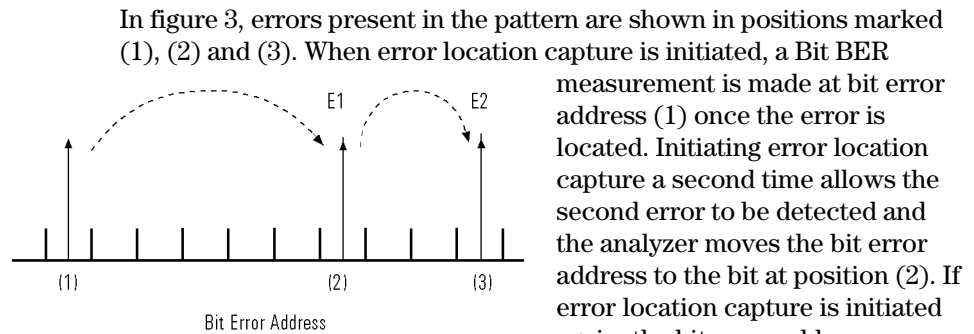 In figure 3, errors present in the pattern are shown in positions marked
(1), (2) and (3). When error location capture is initiated, a Bit BER
measurement is made at bit error
address (1) once the error is
located. Initiating error location
capture a second time allows the
second error to be detected and
the analyzer moves the bit error
address to the bit at position (2). If
error location capture is initiated
E1 E2
(1) (2) (3)
Bit Error Address